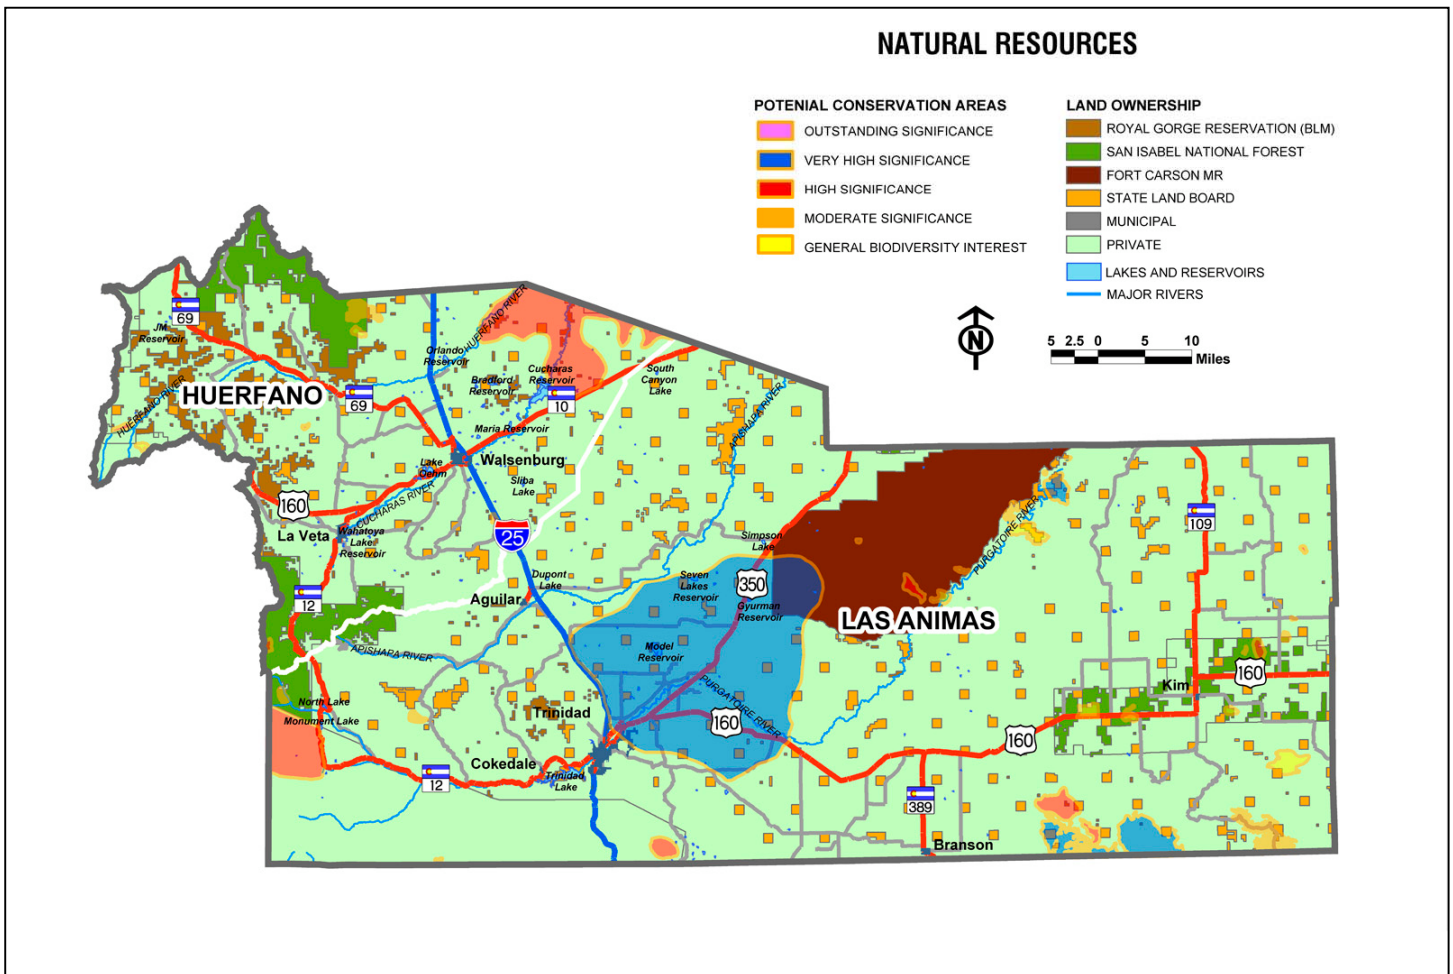 NATURAL RESOURCES
POTENIAL CONSERVATION AREAS
OUTSTANDING SIGNIFICANCE
VERY HIGH SIGNIFICANCE
HIGH SIGNIFICANCE
MODERATE SIGNIFICANCE
GENERAL BIODIVERSITY INTEREST
LAND OWNERSHIP
ROYAL GORGE RESERVATION (BLM)
SAN ISABEL NATIONAL FOREST
FORT CARSON MR
STATE LAND BOARD
MUNICIPAL
PRIVATE
LAKES AND RESERVOIRS
MAJOR RIVERS
N
5 2.5 0 5 10
Miles
69
JM
Reservoir
HUERFANO RIVER
Orlando
Reservoir
Cucharas
Reservoir
Bradford
Reservoir
South
Canyon
Lake
HUERFANO
HUERFANO RIVER
69
10
APISHAPA RIVER
Maria Reservoir
Walsenburg
Lake
Oehm
Sliba
Lake
CUCHARAS RIVER
160
La Veta
Wahatoya
Lake
Reservoir
25
109
PURGATOIRE RIVER
Simpson
Lake
Dupont
Lake
Seven
Lakes
Reservoir
350
Gyurman
Reservoir
12
Aguilar
LAS ANIMAS
APISHAPA RIVER
Model
Reservoir
PURGATOIRE RIVER
160
Kim
North Lake
Monument Lake
Trinidad
160
160
Cokedale
Trinidad
Lake
12
389
Branson